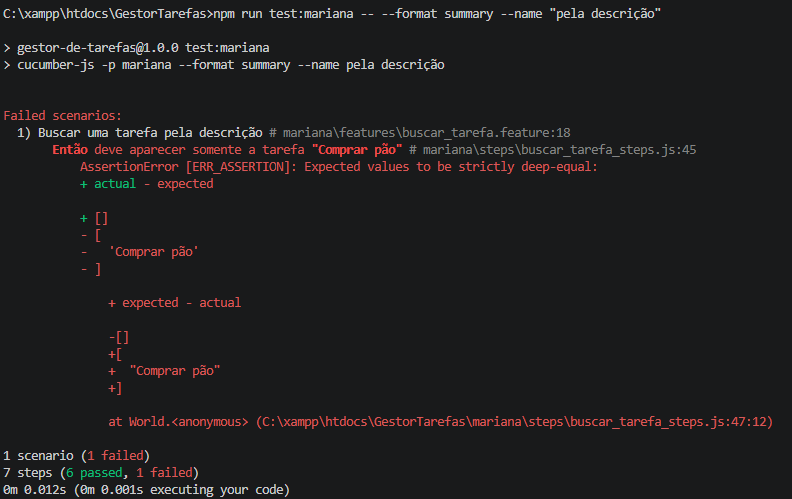 C:\xampp\htdocs\GestorTarefas>npm run test:mariana -- --format summary --name "pela descrição"
> gestor-de-tarefas@1.0.0 test:mariana
> cucumber-js -p mariana --format summary --name pela descrição
Failed scenarios:
1) Buscar uma tarefa pela descrição # mariana\features\buscar_tarefa.feature:18
Então deve aparecer somente a tarefa "Comprar pão" # mariana\steps\buscar_tarefa_steps.js:45
AssertionError [ERR_ASSERTION]: Expected values to be strictly deep-equal:
+ actual - expected
+ []
- [
-   'Comprar pão'
- ]
+ expected - actual
-[]
+[
+  "Comprar pão"
+]
at World.<anonymous> (C:\xampp\htdocs\GestorTarefas\mariana\steps\buscar_tarefa_steps.js:47:12)
1 scenario (1 failed)
7 steps (6 passed, 1 failed)
0m 0.012s (0m 0.001s executing your code)